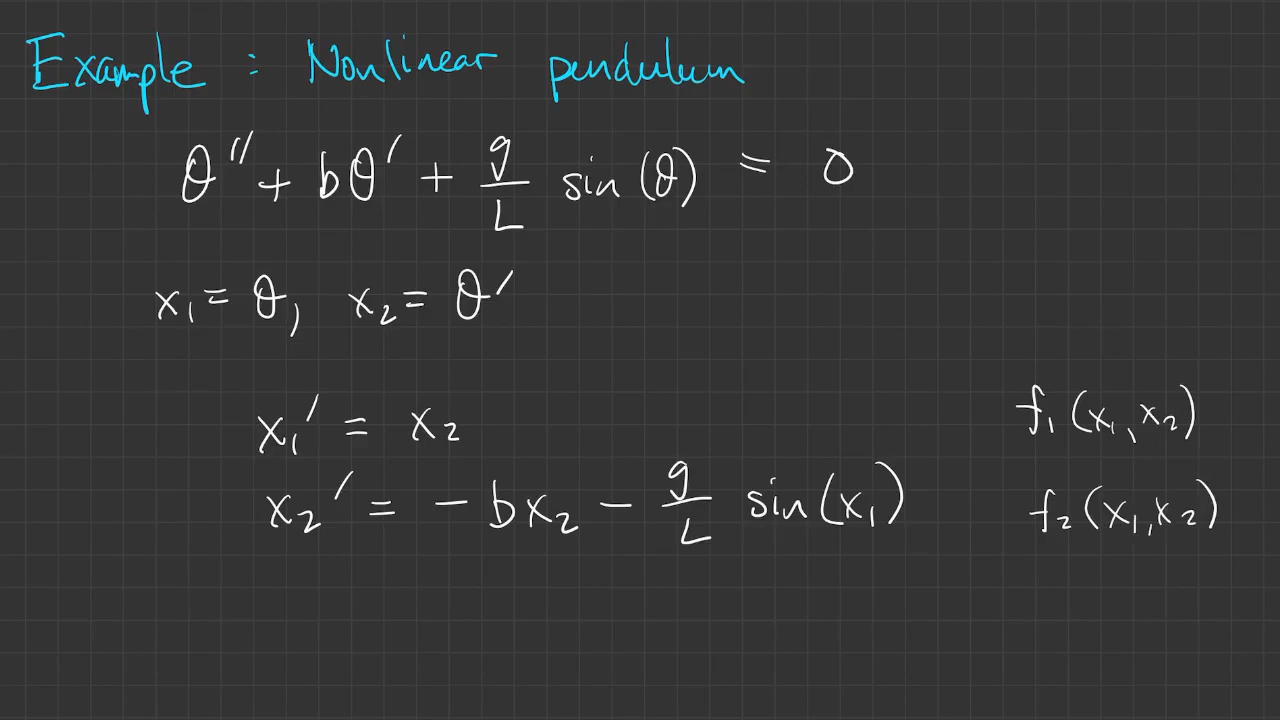 Example : Nonlinear pendulum
θ'' + bθ' + g/L sin(θ) = 0
x₁ = θ, x₂ = θ'
x₁' = x₂ f₁(x₁,x₂)
x₂' = -bx₂ - g/L sin(x₁) f₂(x₁,x₂)